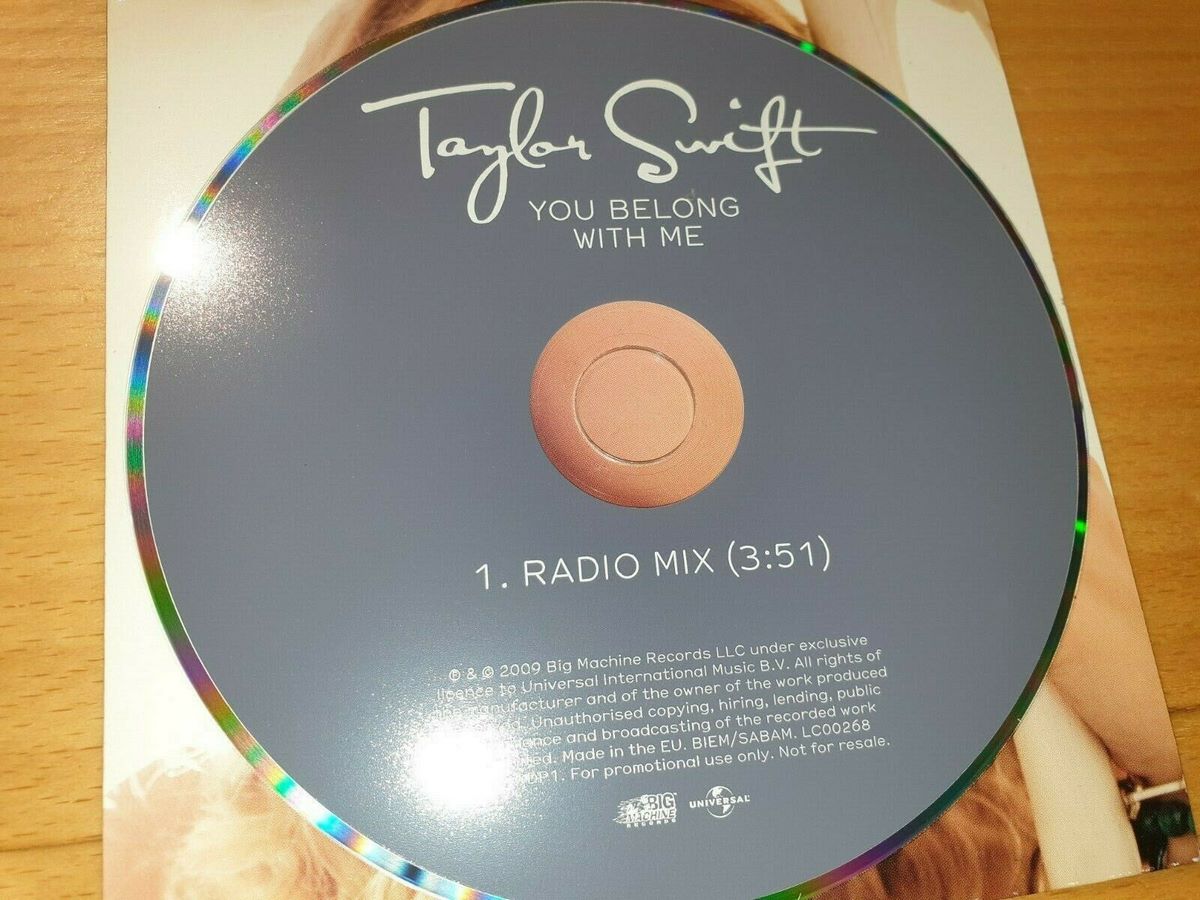 Taylor Swift
YOU BELONG
WITH ME
1. RADIO MIX (3:51)
℗ & © 2009 Big Machine Records LLC under exclusive
licence to Universal International Music B.V. All rights of
manufacturer and of the owner of the work produced
Unauthorised copying, hiring, lending, public
and broadcasting of the recorded work
Made in the EU. BIEM/SABAM. LC00268
For promotional use only. Not for resale.
BIG
MACHINE
RECORDS
UNIVERSAL